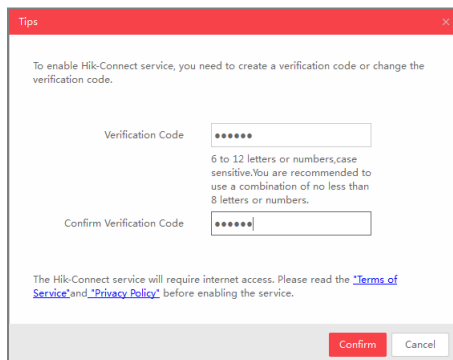 Tips
To enable Hik-Connect service, you need to create a verification code or change the
verification code.
Verification Code ●●●●●●
6 to 12 letters or numbers,case
sensitive.You are recommended to
use a combination of no less than
8 letters or numbers.
Confirm Verification Code ●●●●●●
The Hik-Connect service will require internet access. Please read the "Terms of
Service"and "Privacy Policy" before enabling the service.
Confirm Cancel